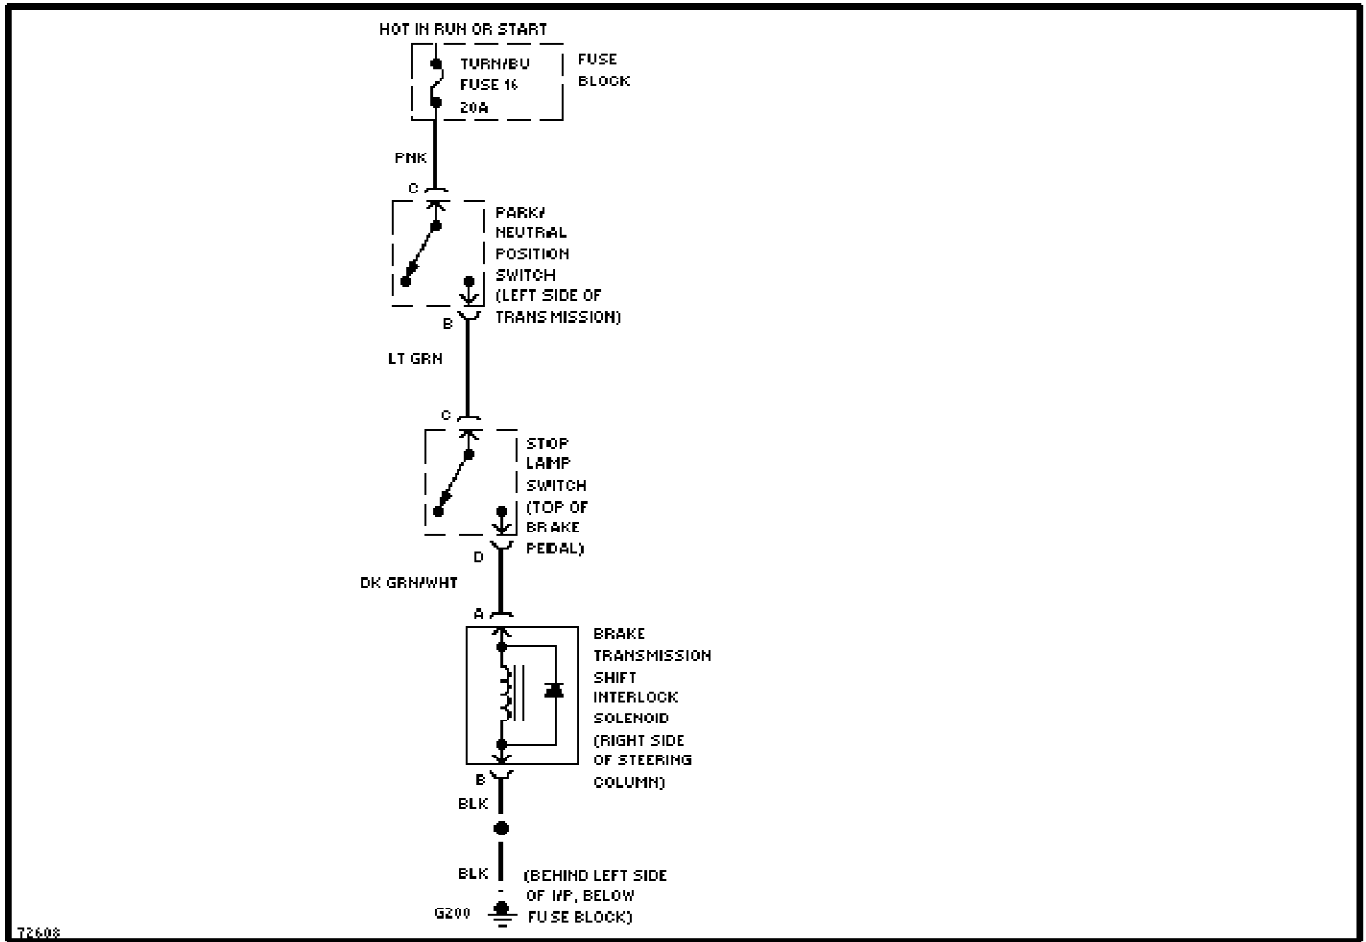 HOT IN RUN OR START
TURN/BU
FUSE 16
20A
FUSE
BLOCK
PNK
C
PARK/
NEUTRAL
POSITION
SWITCH
(LEFT SIDE OF
TRANSMISSION)
B
LT GRN
C
STOP
LAMP
SWITCH
(TOP OF
BRAKE
PEDAL)
D
DK GRN/WHT
A
BRAKE
TRANSMISSION
SHIFT
INTERLOCK
SOLENOID
(RIGHT SIDE
OF STEERING
COLUMN)
B
BLK
BLK
(BEHIND LEFT SIDE
OF I/P, BELOW
FUSE BLOCK)
G200
72608